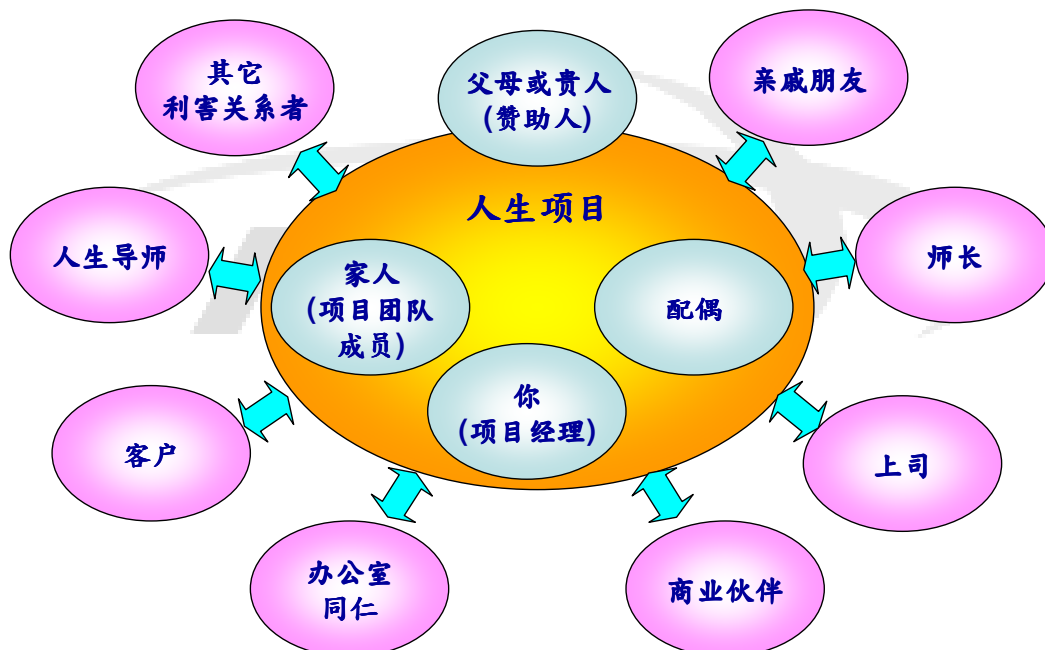 其它
利害关系者
父母或贵人
(赞助人)
亲戚朋友
人生项目
人生导师
师长
家人
(项目团队
成员)
配偶
你
(项目经理)
客户
上司
办公室
同仁
商业伙伴